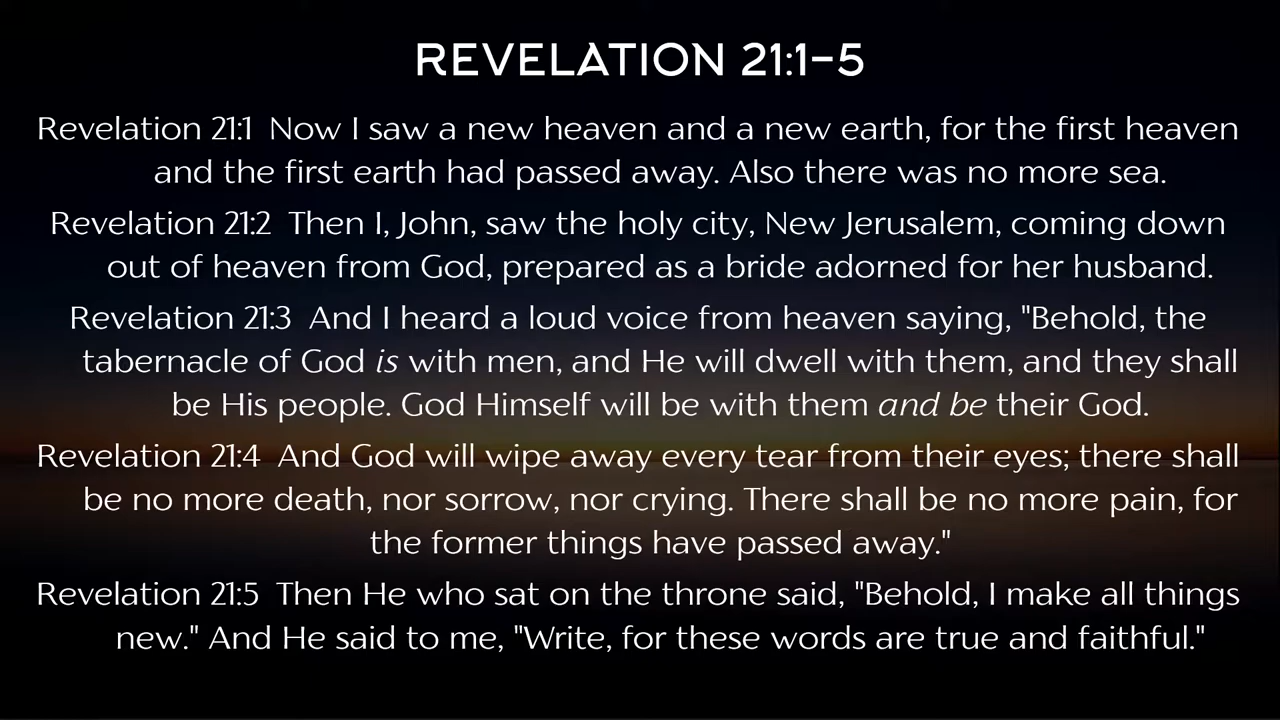 REVELATION 21:1–5
Revelation 21:1 Now I saw a new heaven and a new earth, for the first heaven
and the first earth had passed away. Also there was no more sea.
Revelation 21:2 Then I, John, saw the holy city, New Jerusalem, coming down
out of heaven from God, prepared as a bride adorned for her husband.
Revelation 21:3 And I heard a loud voice from heaven saying, "Behold, the
tabernacle of God is with men, and He will dwell with them, and they shall
be His people. God Himself will be with them and be their God.
Revelation 21:4 And God will wipe away every tear from their eyes; there shall
be no more death, nor sorrow, nor crying. There shall be no more pain, for
the former things have passed away."
Revelation 21:5 Then He who sat on the throne said, "Behold, I make all things
new." And He said to me, "Write, for these words are true and faithful."